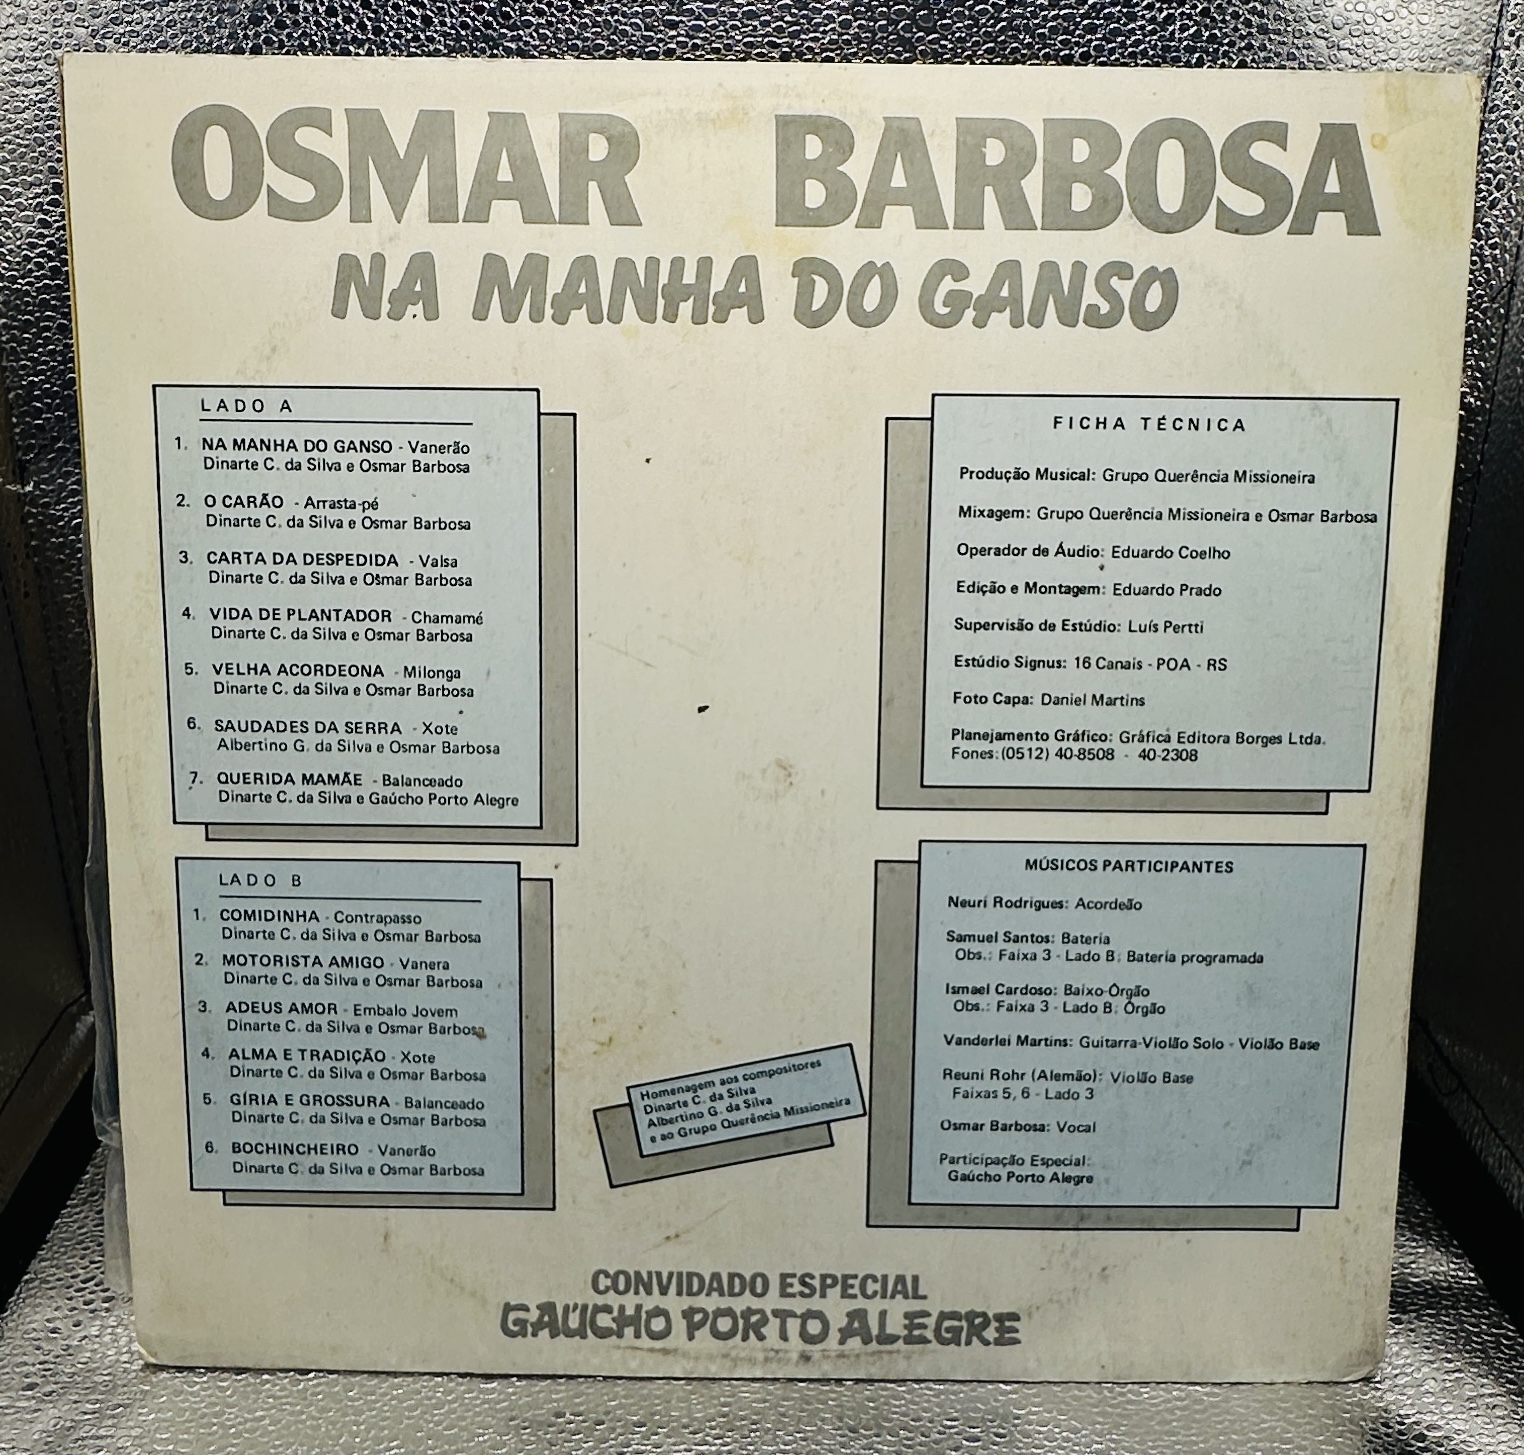 OSMAR BARBOSA
NA MANHA DO GANSO
LADO A
1. NA MANHA DO GANSO - Vanerão
Dinarte C. da Silva e Osmar Barbosa
2. O CARÃO - Arrasta-pé
Dinarte C. da Silva e Osmar Barbosa
3. CARTA DA DESPEDIDA - Valsa
Dinarte C. da Silva e Osmar Barbosa
4. VIDA DE PLANTADOR - Chamamé
Dinarte C. da Silva e Osmar Barbosa
5. VELHA ACORDEONA - Milonga
Dinarte C. da Silva e Osmar Barbosa
6. SAUDADES DA SERRA - Xote
Albertino G. da Silva e Osmar Barbosa
7. QUERIDA MAMÃE - Balanceado
Dinarte C. da Silva e Gaúcho Porto Alegre
LADO B
1. COMIDINHA - Contrapasso
Dinarte C. da Silva e Osmar Barbosa
2. MOTORISTA AMIGO - Vanera
Dinarte C. da Silva e Osmar Barbosa
3. ADEUS AMOR - Embalo Jovem
Dinarte C. da Silva e Osmar Barbosa
4. ALMA E TRADIÇÃO - Xote
Dinarte C. da Silva e Osmar Barbosa
5. GÍRIA E GROSSURA - Balanceado
Dinarte C. da Silva e Osmar Barbosa
6. BOCHINCHEIRO - Vanerão
Dinarte C. da Silva e Osmar Barbosa
FICHA TÉCNICA
Produção Musical: Grupo Querência Missioneira
Mixagem: Grupo Querência Missioneira e Osmar Barbosa
Operador de Áudio: Eduardo Coelho
Edição e Montagem: Eduardo Prado
Supervisão de Estúdio: Luís Pertti
Estúdio Signus: 16 Canais - POA - RS
Foto Capa: Daniel Martins
Planejamento Gráfico: Gráfica Editora Borges Ltda.
Fones: (0512) 40-8508 - 40-2308
MÚSICOS PARTICIPANTES
Neuri Rodrigues: Acordeão
Samuel Santos: Bateria
Obs.: Faixa 3 - Lado B: Bateria programada
Ismael Cardoso: Baixo-Órgão
Obs.: Faixa 3 - Lado B: Órgão
Vanderlei Martins: Guitarra-Violão Solo - Violão Base
Reuni Rohr (Alemão): Violão Base
Faixas 5, 6 - Lado 3
Osmar Barbosa: Vocal
Participação Especial:
Gaúcho Porto Alegre
Homenagem aos compositores
Dinarte C. da Silva
Albertino G. da Silva
e ao Grupo Querência Missioneira
CONVIDADO ESPECIAL
GAÚCHO PORTO ALEGRE